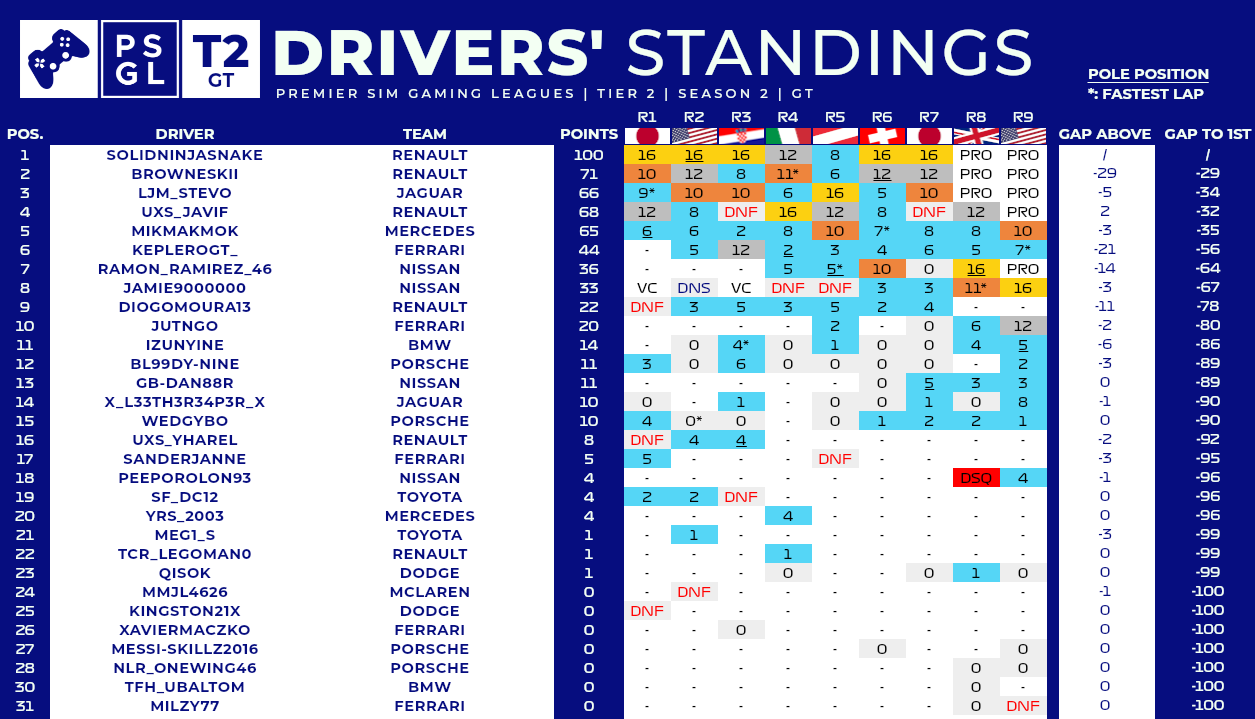 PS
GL
T2
GT
DRIVERS' STANDINGS
PREMIER SIM GAMING LEAGUES | TIER 2 | SEASON 2 | GT
POLE POSITION
*: FASTEST LAP
R1 R2 R3 R4 R5 R6 R7 R8 R9
POS. DRIVER TEAM POINTS GAP ABOVE GAP TO 1ST
1 SOLIDNINJASNAKE RENAULT 100 16 16 16 12 8 16 16 PRO PRO / /
2 BROWNESKII RENAULT 71 10 12 8 11* 6 12 12 PRO PRO -29 -29
3 LJM_STEVO JAGUAR 66 9* 10 10 6 16 5 10 PRO PRO -5 -34
4 UXS_JAVIF RENAULT 68 12 8 DNF 16 12 8 DNF 12 PRO 2 -32
5 MIKMAKMOK MERCEDES 65 6 6 2 8 10 7* 8 8 10 -3 -35
6 KEPLEROGT_ FERRARI 44 - 5 12 2 3 4 6 5 7* -21 -56
7 RAMON_RAMIREZ_46 NISSAN 36 - - - 5 5* 10 0 16 PRO -14 -64
8 JAMIE9000000 NISSAN 33 VC DNS VC DNF DNF 3 3 11* 16 -3 -67
9 DIOGOMOURA13 RENAULT 22 DNF 3 5 3 5 2 4 - - -11 -78
10 JUTNGO FERRARI 20 - - - - 2 - 0 6 12 -2 -80
11 IZUNYINE BMW 14 - 0 4* 0 1 0 0 4 5 -6 -86
12 BL99DY-NINE PORSCHE 11 3 0 6 0 0 0 0 - 2 -3 -89
13 GB-DAN88R NISSAN 11 - - - - - 0 5 3 3 0 -89
14 X_L33TH3R34P3R_X JAGUAR 10 0 - 1 - 0 0 1 0 8 -1 -90
15 WEDGYBO PORSCHE 10 4 0* 0 - 0 1 2 2 1 0 -90
16 UXS_YHAREL RENAULT 8 DNF 4 4 - - - - - - -2 -92
17 SANDERJANNE FERRARI 5 5 - - - DNF - - - - -3 -95
18 PEEPOROLON93 NISSAN 4 - - - - - - - DSQ 4 -1 -96
19 SF_DC12 TOYOTA 4 2 2 DNF - - - - - - 0 -96
20 YRS_2003 MERCEDES 4 - - - 4 - - - - - 0 -96
21 MEG1_S TOYOTA 1 - 1 - - - - - - - -3 -99
22 TCR_LEGOMAN0 RENAULT 1 - - - 1 - - - - - 0 -99
23 QISOK DODGE 1 - - - 0 - - 0 1 0 0 -99
24 MMJL4626 MCLAREN 0 - DNF - - - - - - - -1 -100
25 KINGSTON21X DODGE 0 DNF - - - - - - - - 0 -100
26 XAVIERMACZKO FERRARI 0 - - 0 - - - - - - 0 -100
27 MESSI-SKILLZ2016 PORSCHE 0 - - - - - 0 - - 0 0 -100
28 NLR_ONEWING46 PORSCHE 0 - - - - - - - 0 0 0 -100
30 TFH_UBALTOM BMW 0 - - - - - - - 0 - 0 -100
31 MILZY77 FERRARI 0 - - - - - - - 0 DNF 0 -100